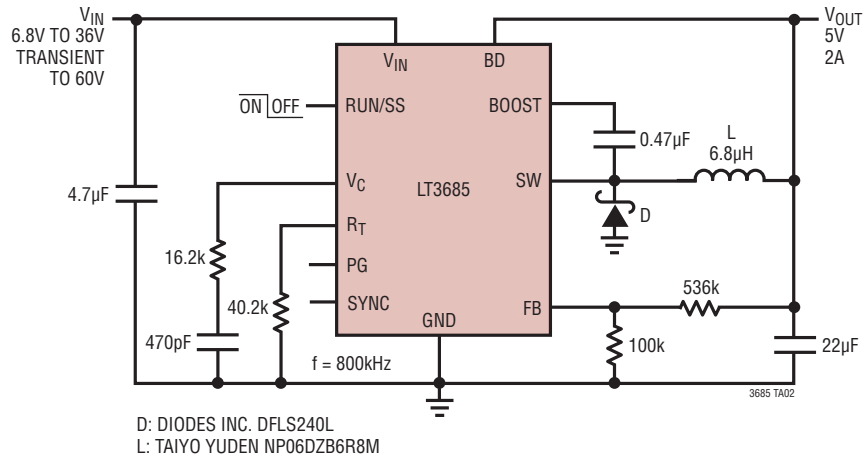 VIN
6.8V TO 36V
TRANSIENT
TO 60V
VOUT
5V
2A
VIN
BD
ON OFF
RUN/SS
BOOST
0.47µF
L
6.8µH
4.7µF
VC
LT3685
SW
D
RT
16.2k
PG
40.2k
SYNC
FB
536k
GND
470pF
f = 800kHz
100k
22µF
3685 TA02
D: DIODES INC. DFLS240L
L: TAIYO YUDEN NP06DZB6R8M